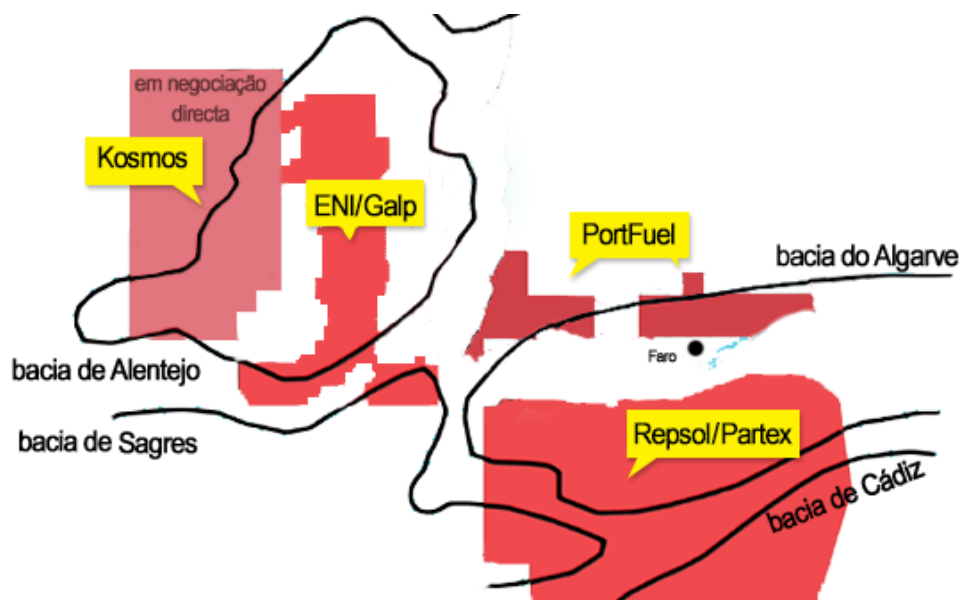 em negociação
directa
Kosmos
ENI/Galp
PortFuel
bacia do Algarve
Faro
bacia de Alentejo
bacia de Sagres
Repsol/Partex
bacia de Cádiz